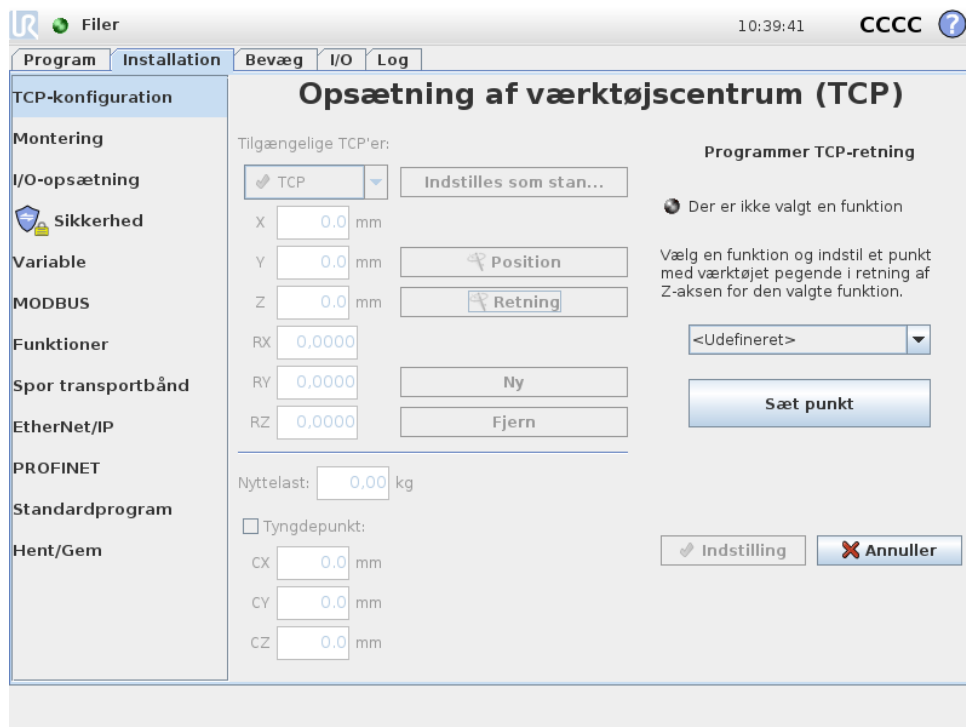 UR Filer 10:39:41 CCCC ?
Program Installation Bevæg I/O Log
TCP-konfiguration
Montering
I/O-opsætning
Sikkerhed
Variable
MODBUS
Funktioner
Spor transportbånd
EtherNet/IP
PROFINET
Standardprogram
Hent/Gem
Opsætning af værktøjscentrum (TCP)
Tilgængelige TCP'er:
TCP Indstilles som stan...
X 0.0 mm
Y 0.0 mm Position
Z 0.0 mm Retning
RX 0,0000
RY 0,0000 Ny
RZ 0,0000 Fjern
Nyttelast: 0,00 kg
Tyngdepunkt:
CX 0.0 mm
CY 0.0 mm
CZ 0.0 mm
Programmer TCP-retning
Der er ikke valgt en funktion
Vælg en funktion og indstil et punkt
med værktøjet pegende i retning af
Z-aksen for den valgte funktion.
<Udefineret>
Sæt punkt
Indstilling Annuller